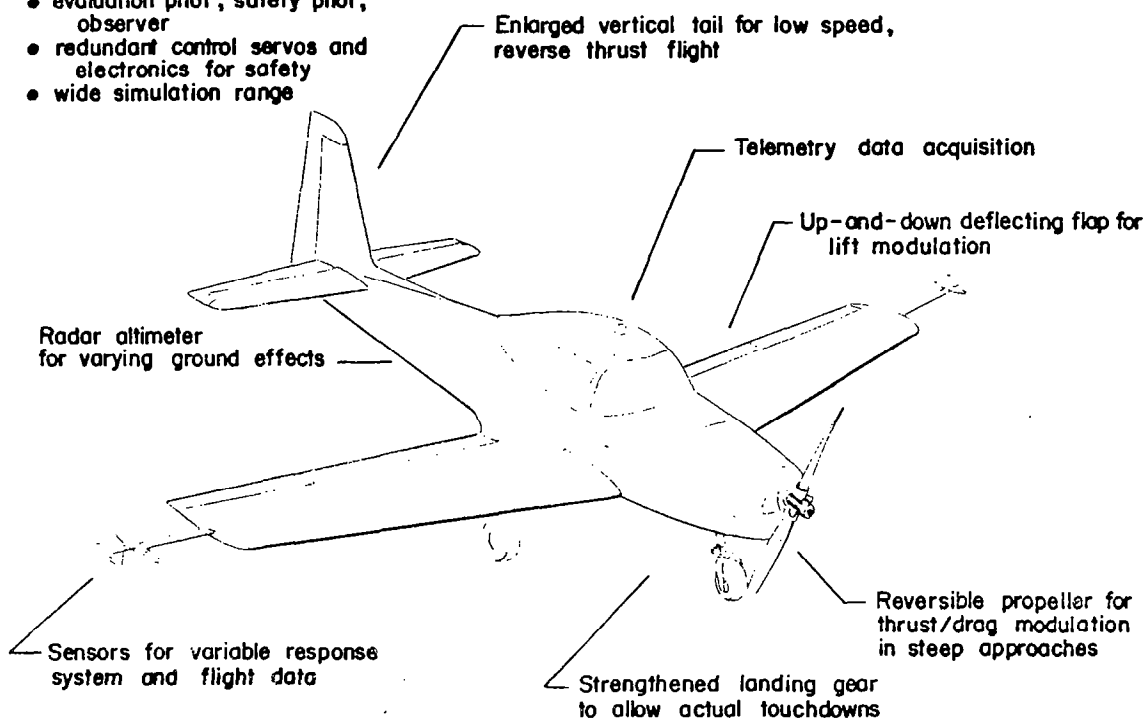 • evaluation pilot, safety pilot,
observer
• redundant control servos and
electronics for safety
• wide simulation range
Enlarged vertical tail for low speed,
reverse thrust flight
Telemetry data acquisition
Up-and-down deflecting flap for
lift modulation
Radar altimeter
for varying ground effects
Reversible propeller for
thrust/drag modulation
in steep approaches
Sensors for variable response
system and flight data
Strengthened landing gear
to allow actual touchdowns